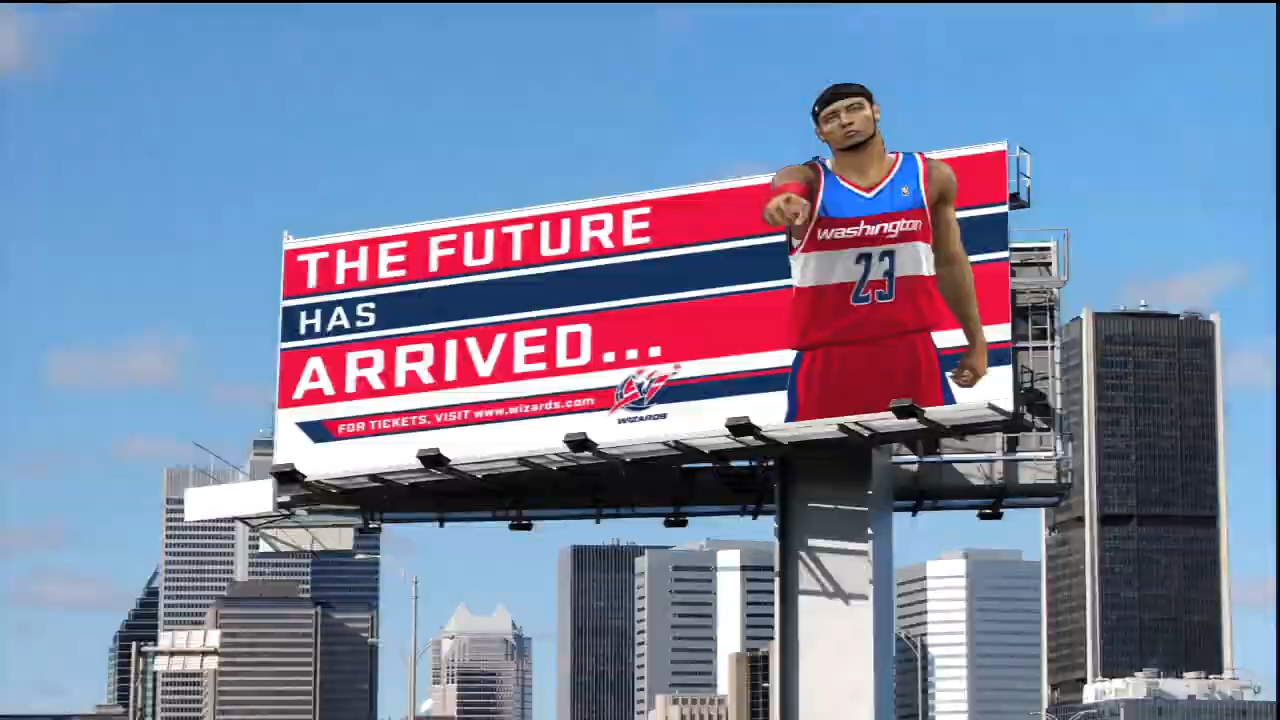 THE FUTURE
HAS
ARRIVED...
FOR TICKETS, VISIT www.wizards.com
WIZARDS
washington
23